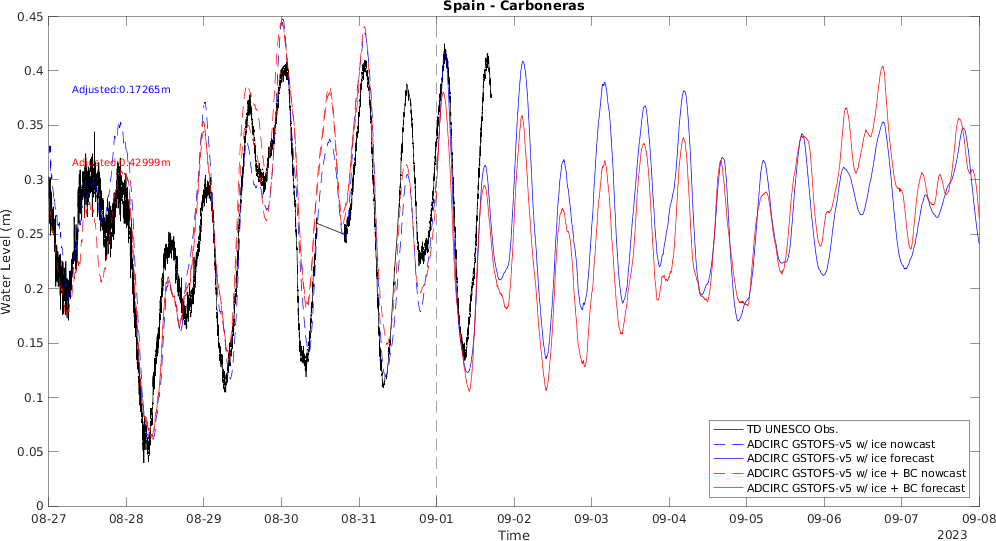 Spain - Carboneras
0.45
0.4
0.35
0.3
0.25
0.2
0.15
0.1
0.05
0
Water Level (m)
Adjusted:0.17265m
Adjusted:0.42999m
TD UNESCO Obs.
ADCIRC GSTOFS-v5 w/ ice nowcast
ADCIRC GSTOFS-v5 w/ ice forecast
ADCIRC GSTOFS-v5 w/ ice + BC nowcast
ADCIRC GSTOFS-v5 w/ ice + BC forecast
08-27 08-28 08-29 08-30 08-31 09-01 09-02 09-03 09-04 09-05 09-06 09-07 09-08
Time
2023